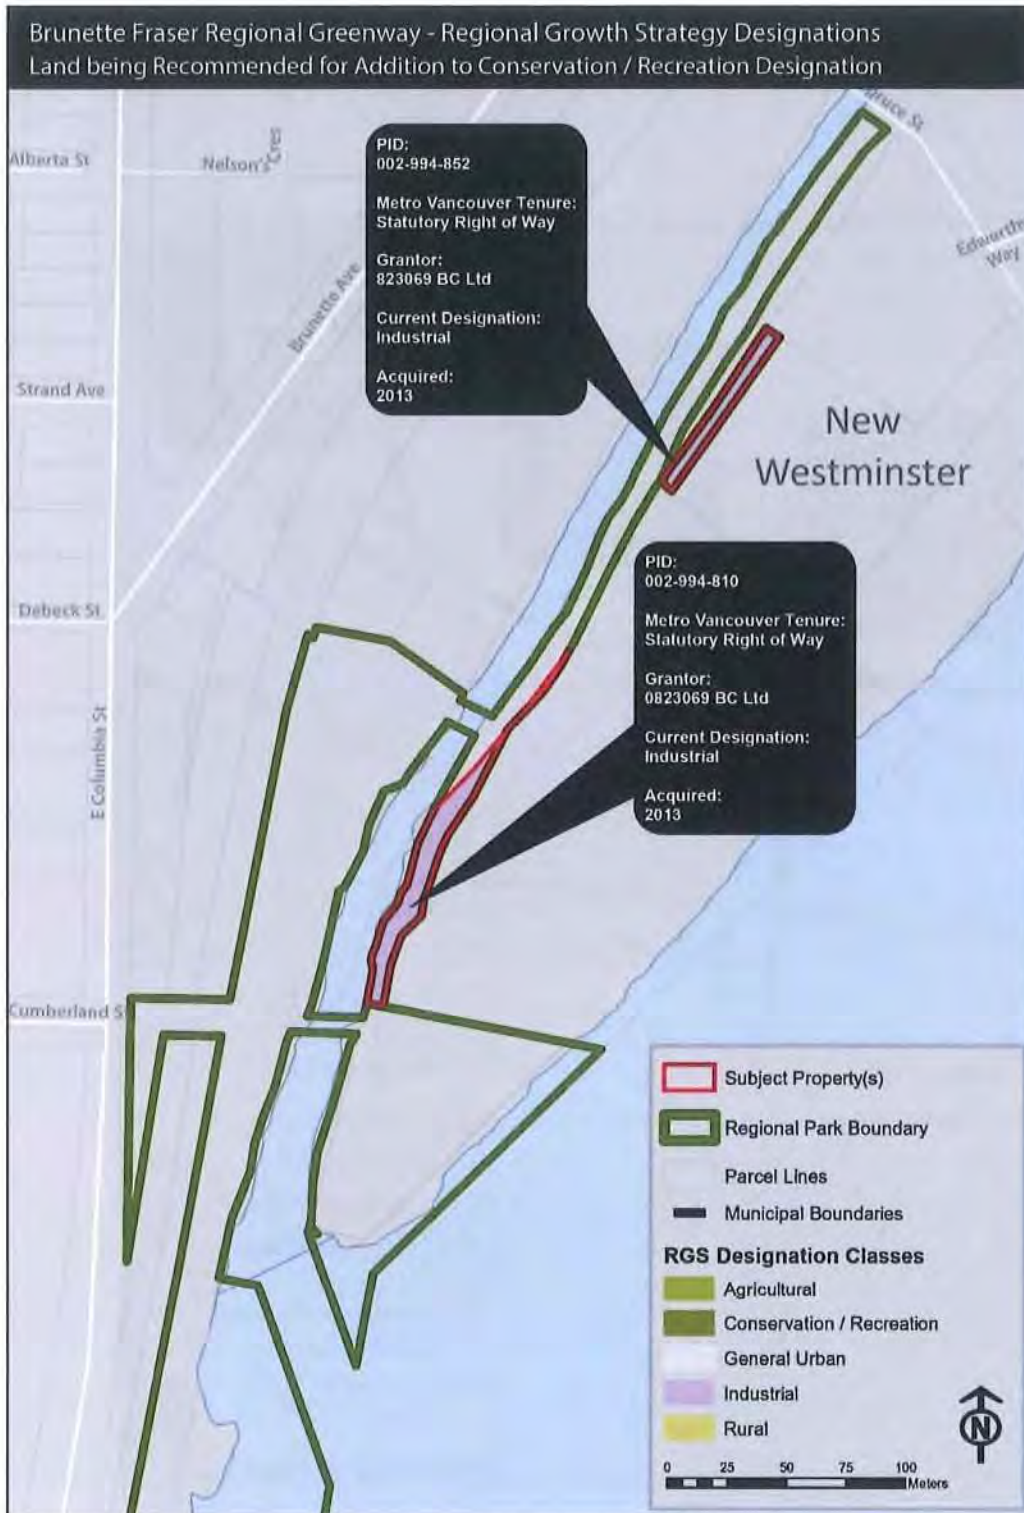 Brunette Fraser Regional Greenway - Regional Growth Strategy Designations
Land being Recommended for Addition to Conservation / Recreation Designation
Spruce St
Alberta St
Nelson's Cres
Edworthy Way
Brunette Ave
Strand Ave
Debeck St
E Columbia St
Cumberland S
New
Westminster
PID:
002-994-852
Metro Vancouver Tenure:
Statutory Right of Way
Grantor:
823069 BC Ltd
Current Designation:
Industrial
Acquired:
2013
PID:
002-994-810
Metro Vancouver Tenure:
Statutory Right of Way
Grantor:
0823069 BC Ltd
Current Designation:
Industrial
Acquired:
2013
Subject Property(s)
Regional Park Boundary
Parcel Lines
Municipal Boundaries
RGS Designation Classes
Agricultural
Conservation / Recreation
General Urban
Industrial
Rural
N
0 25 50 75 100
Meters